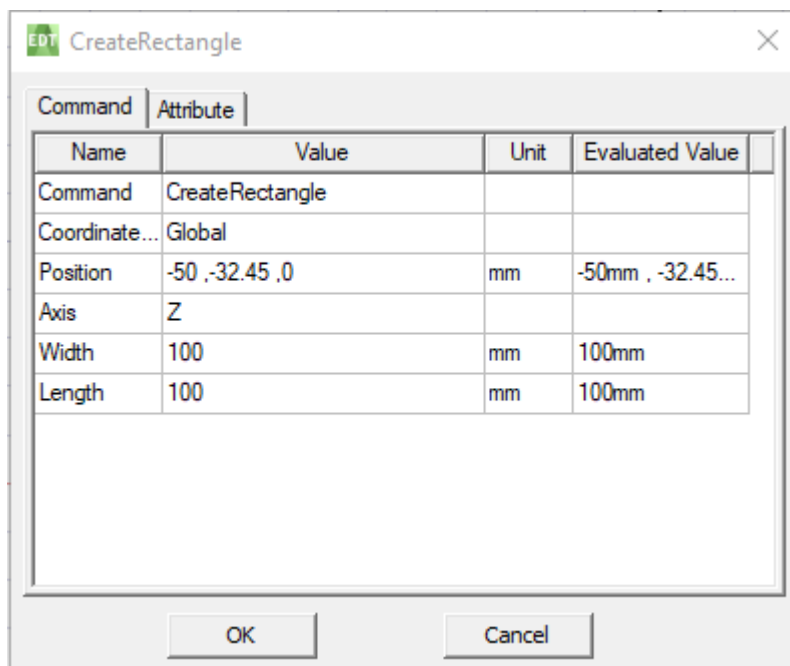 EDT CreateRectangle
Command Attribute
Name Value Unit Evaluated Value
Command CreateRectangle
Coordinate... Global
Position -50 ,-32.45 ,0 mm -50mm , -32.45...
Axis Z
Width 100 mm 100mm
Length 100 mm 100mm
OK Cancel